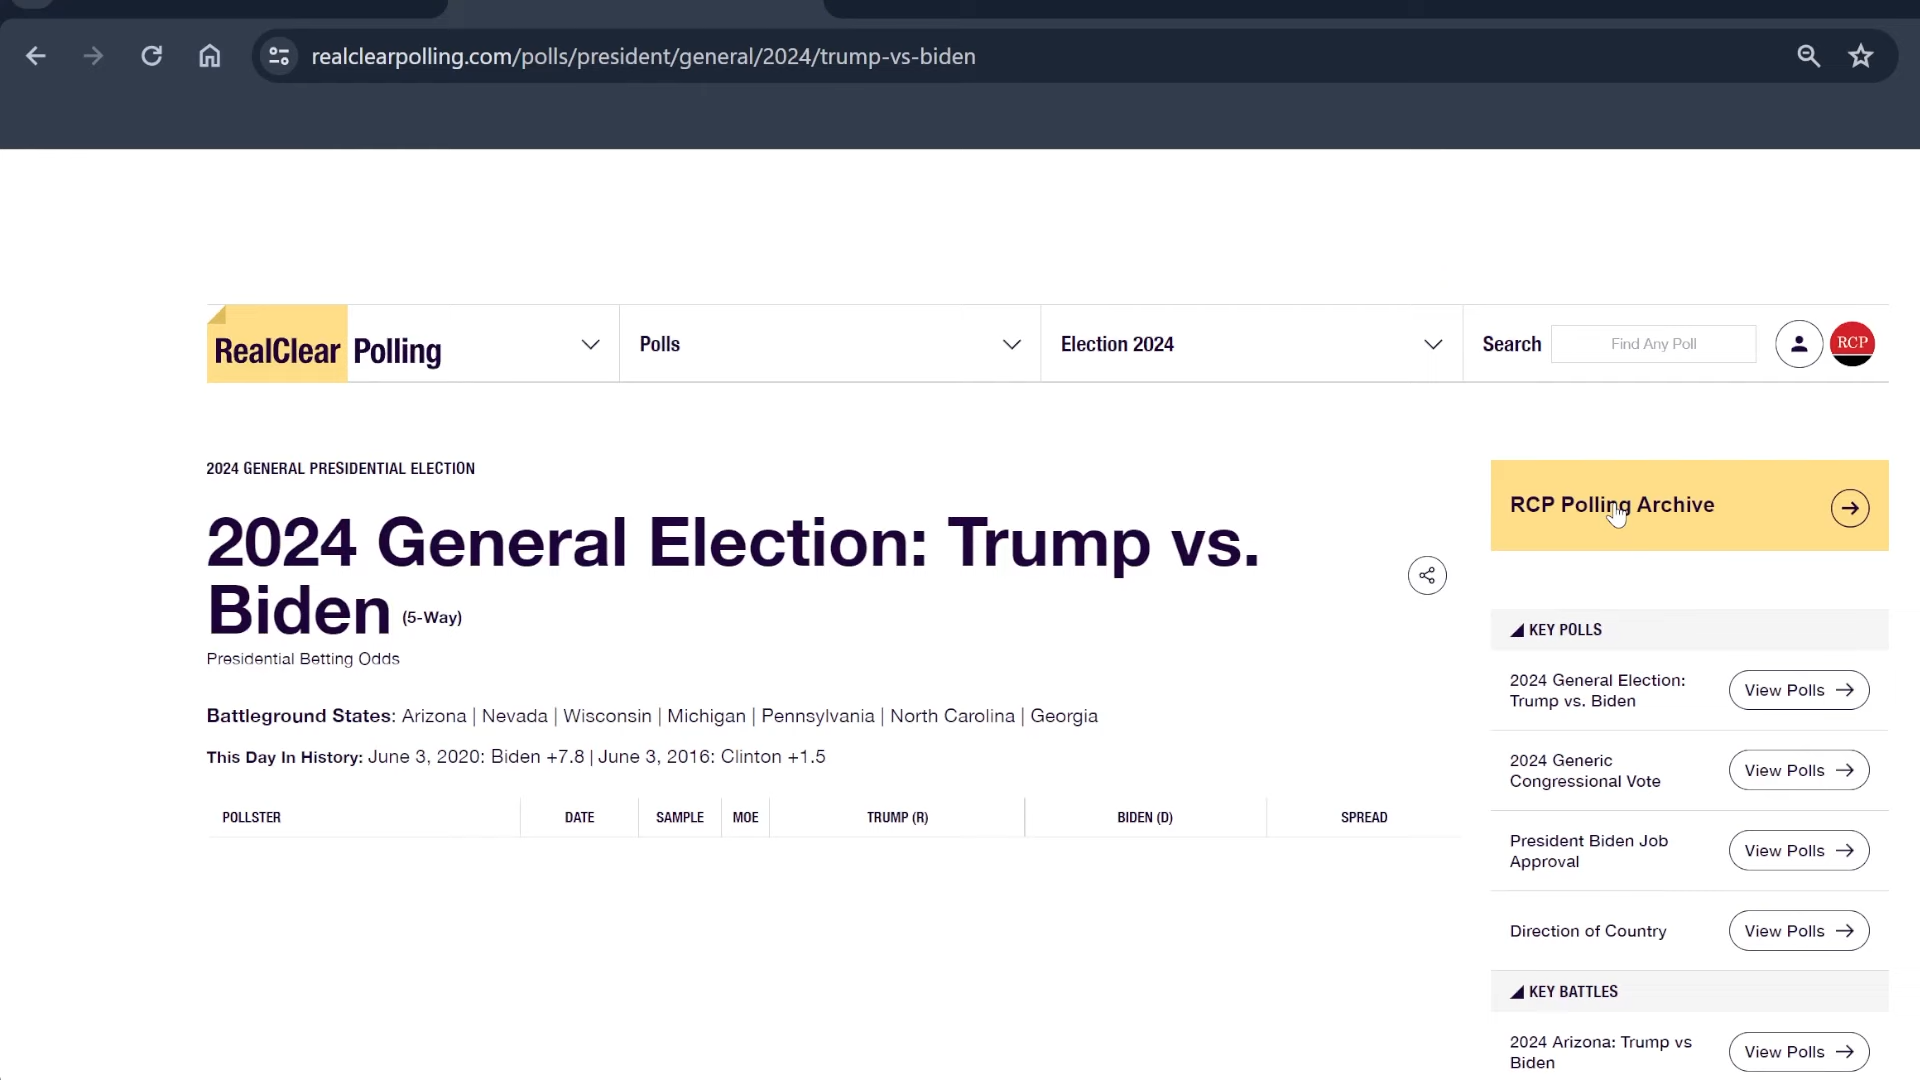 realclearpolling.com/polls/president/general/2024/trump-vs-biden
RealClear Polling
Polls
Election 2024
Search
Find Any Poll
RCP
2024 GENERAL PRESIDENTIAL ELECTION
2024 General Election: Trump vs.
Biden (5-Way)
Presidential Betting Odds
Battleground States: Arizona | Nevada | Wisconsin | Michigan | Pennsylvania | North Carolina | Georgia
This Day In History: June 3, 2020: Biden +7.8 | June 3, 2016: Clinton +1.5
POLLSTER DATE SAMPLE MOE TRUMP (R) BIDEN (D) SPREAD
RCP Polling Archive
KEY POLLS
2024 General Election:
Trump vs. Biden
View Polls
2024 Generic
Congressional Vote
View Polls
President Biden Job
Approval
View Polls
Direction of Country
View Polls
KEY BATTLES
2024 Arizona: Trump vs
Biden
View Polls